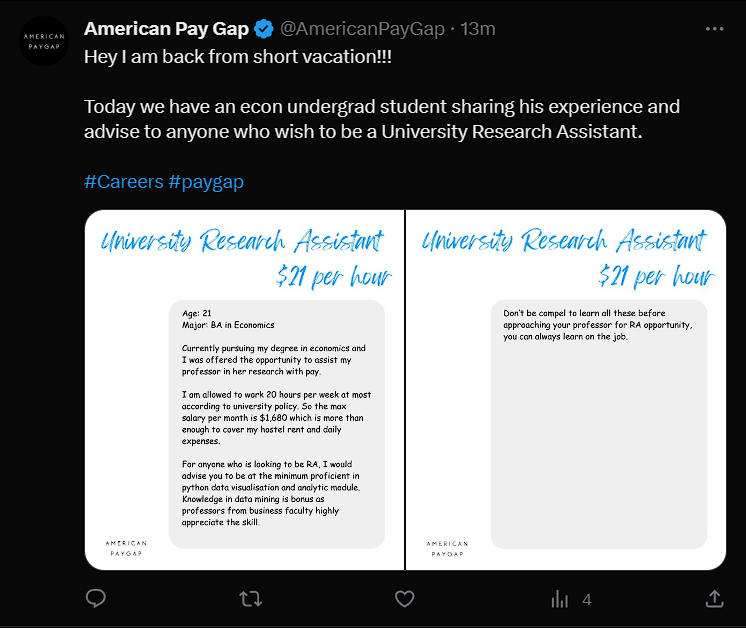 AMERICAN
PAYGAP
American Pay Gap @AmericanPayGap · 13m
Hey I am back from short vacation!!!
Today we have an econ undergrad student sharing his experience and
advise to anyone who wish to be a University Research Assistant.
#Careers #paygap
University Research Assistant
$21 per hour
Age: 21
Major: BA in Economics
Currently pursuing my degree in economics and
I was offered the opportunity to assist my
professor in her research with pay.
I am allowed to work 20 hours per week at most
according to university policy. So the max
salary per month is $1,680 which is more than
enough to cover my hostel rent and daily
expenses.
For anyone who is looking to be RA, I would
advise you to be at the minimum proficient in
python data visualisation and analytic module.
Knowledge in data mining is bonus as
professors from business faculty highly
appreciate the skill.
AMERICAN
PAYGAP
University Research Assistant
$21 per hour
Don't be compel to learn all these before
approaching your professor for RA opportunity,
you can always learn on the job.
AMERICAN
PAYGAP
4